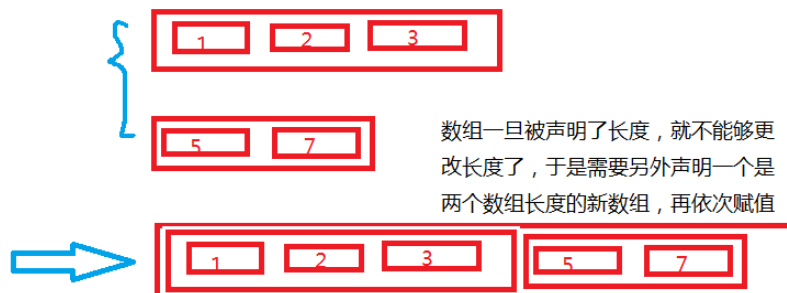 1 2 3
5 7
数组一旦被声明了长度，就不能够更
改长度了，于是需要另外声明一个是
两个数组长度的新数组，再依次赋值
1 2 3 5 7